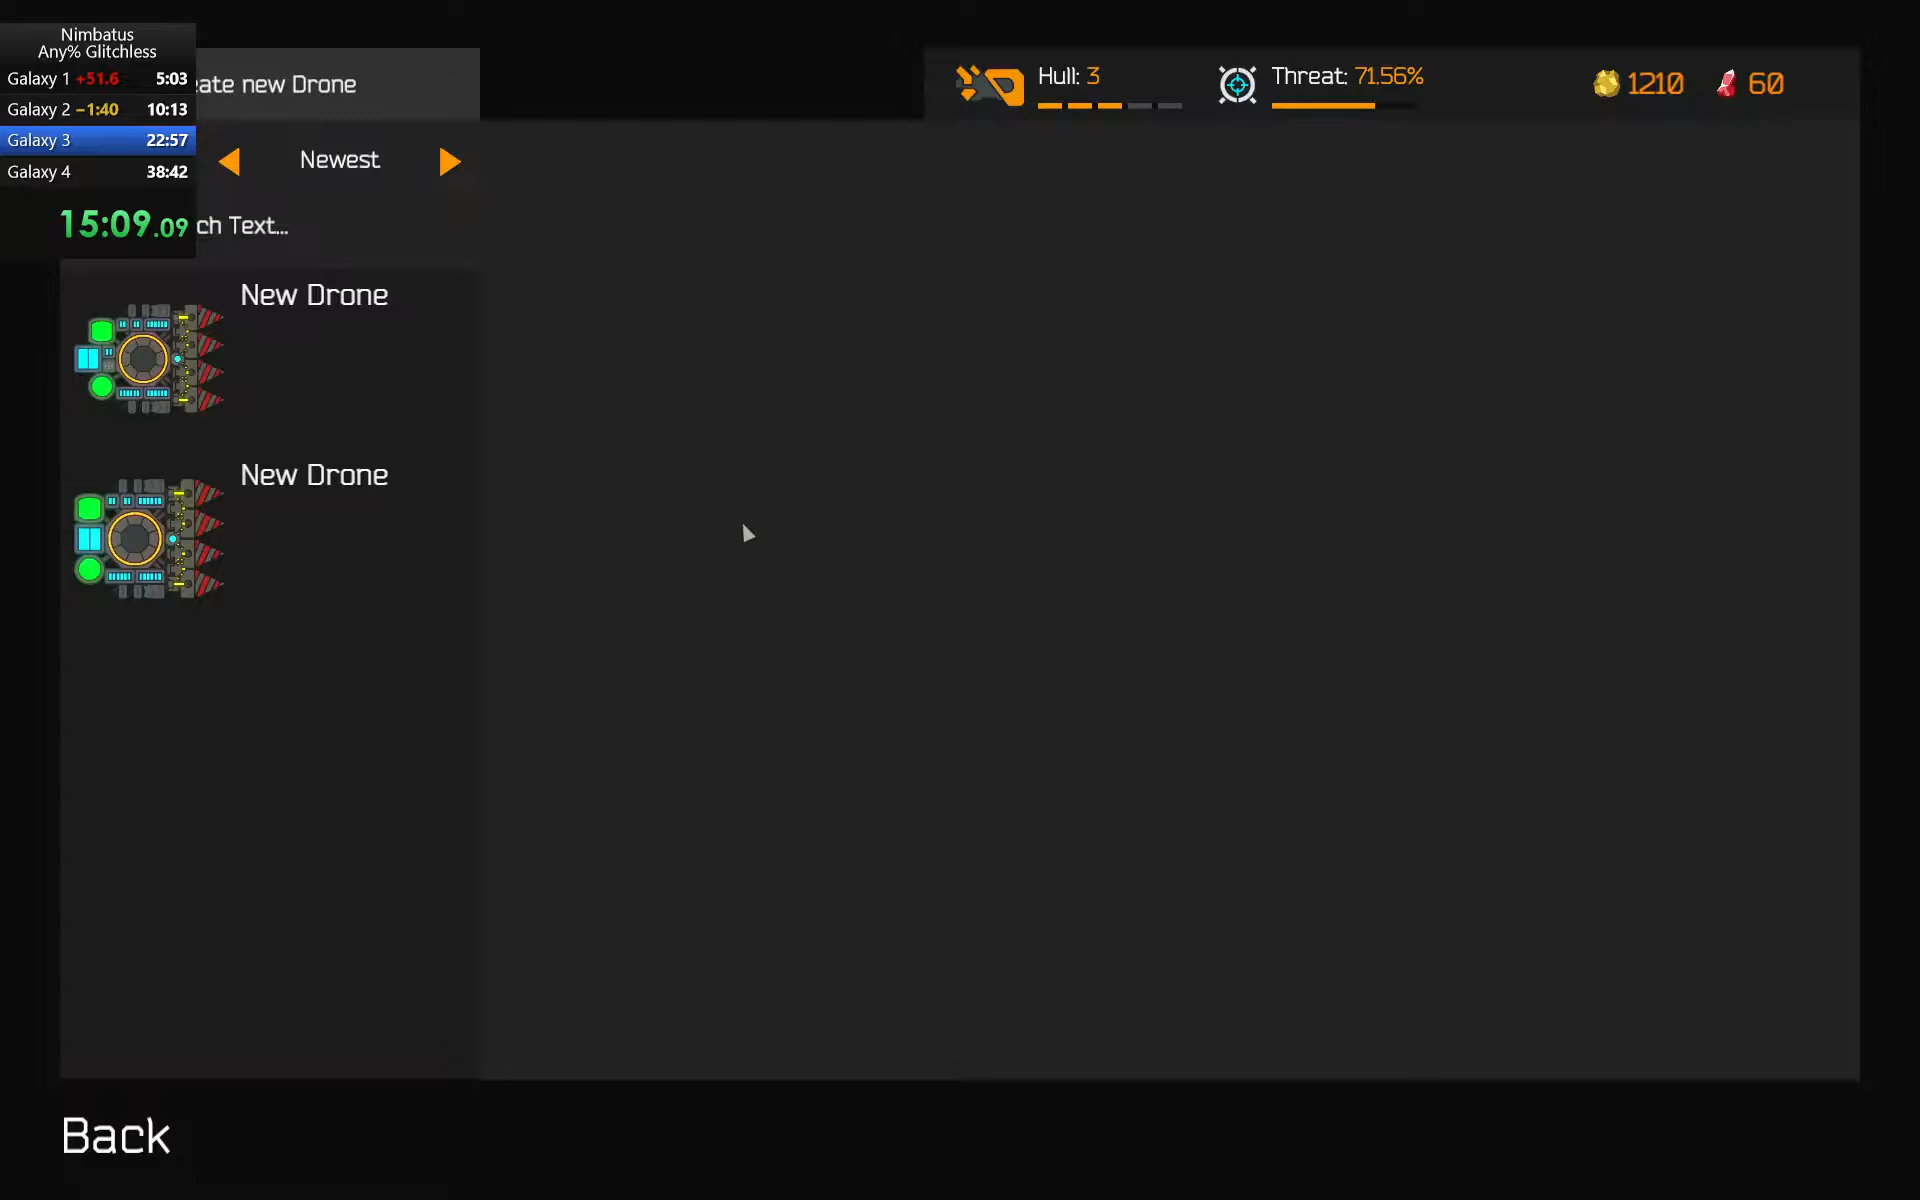 Nimbatus
Any% Glitchless
Galaxy 1 +51.6 5:03
Galaxy 2 −1:40 10:13
Galaxy 3 22:57
Galaxy 4 38:42
15:09.09
eate new Drone
Hull: 3
Threat: 71.56%
1210
60
Newest
ch Text...
New Drone
New Drone
Back